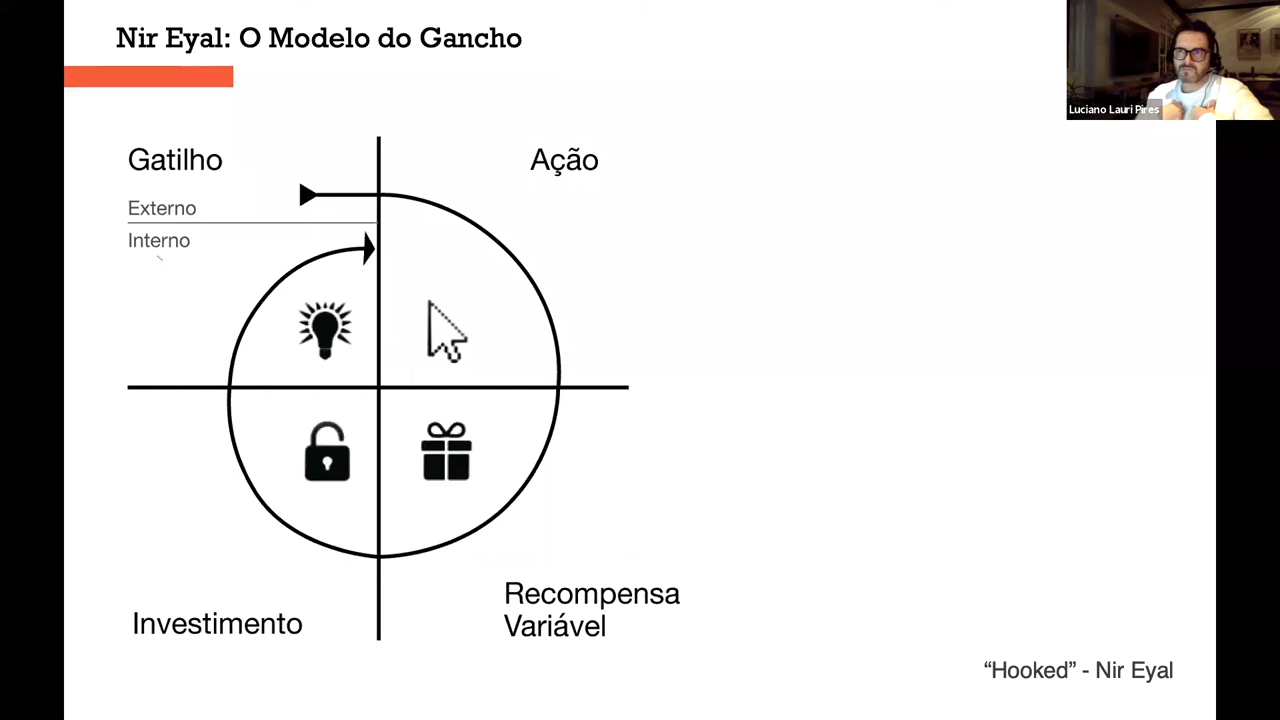 Nir Eyal: O Modelo do Gancho
Luciano Lauri Pires
Gatilho
Ação
Externo
Interno
Investimento
Recompensa
Variável
“Hooked” - Nir Eyal